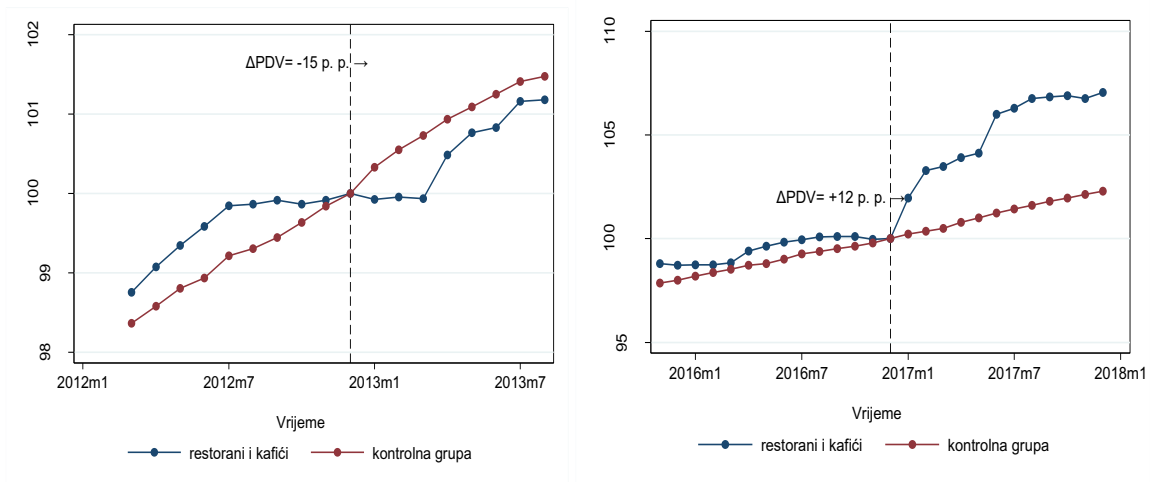 102
101
100
99
98
ΔPDV= -15 p. p. →
2012m1 2012m7 2013m1 2013m7
Vrijeme
restorani i kafići kontrolna grupa
110
105
100
95
ΔPDV= +12 p. p. →
2016m1 2016m7 2017m1 2017m7 2018m1
Vrijeme
restorani i kafići kontrolna grupa